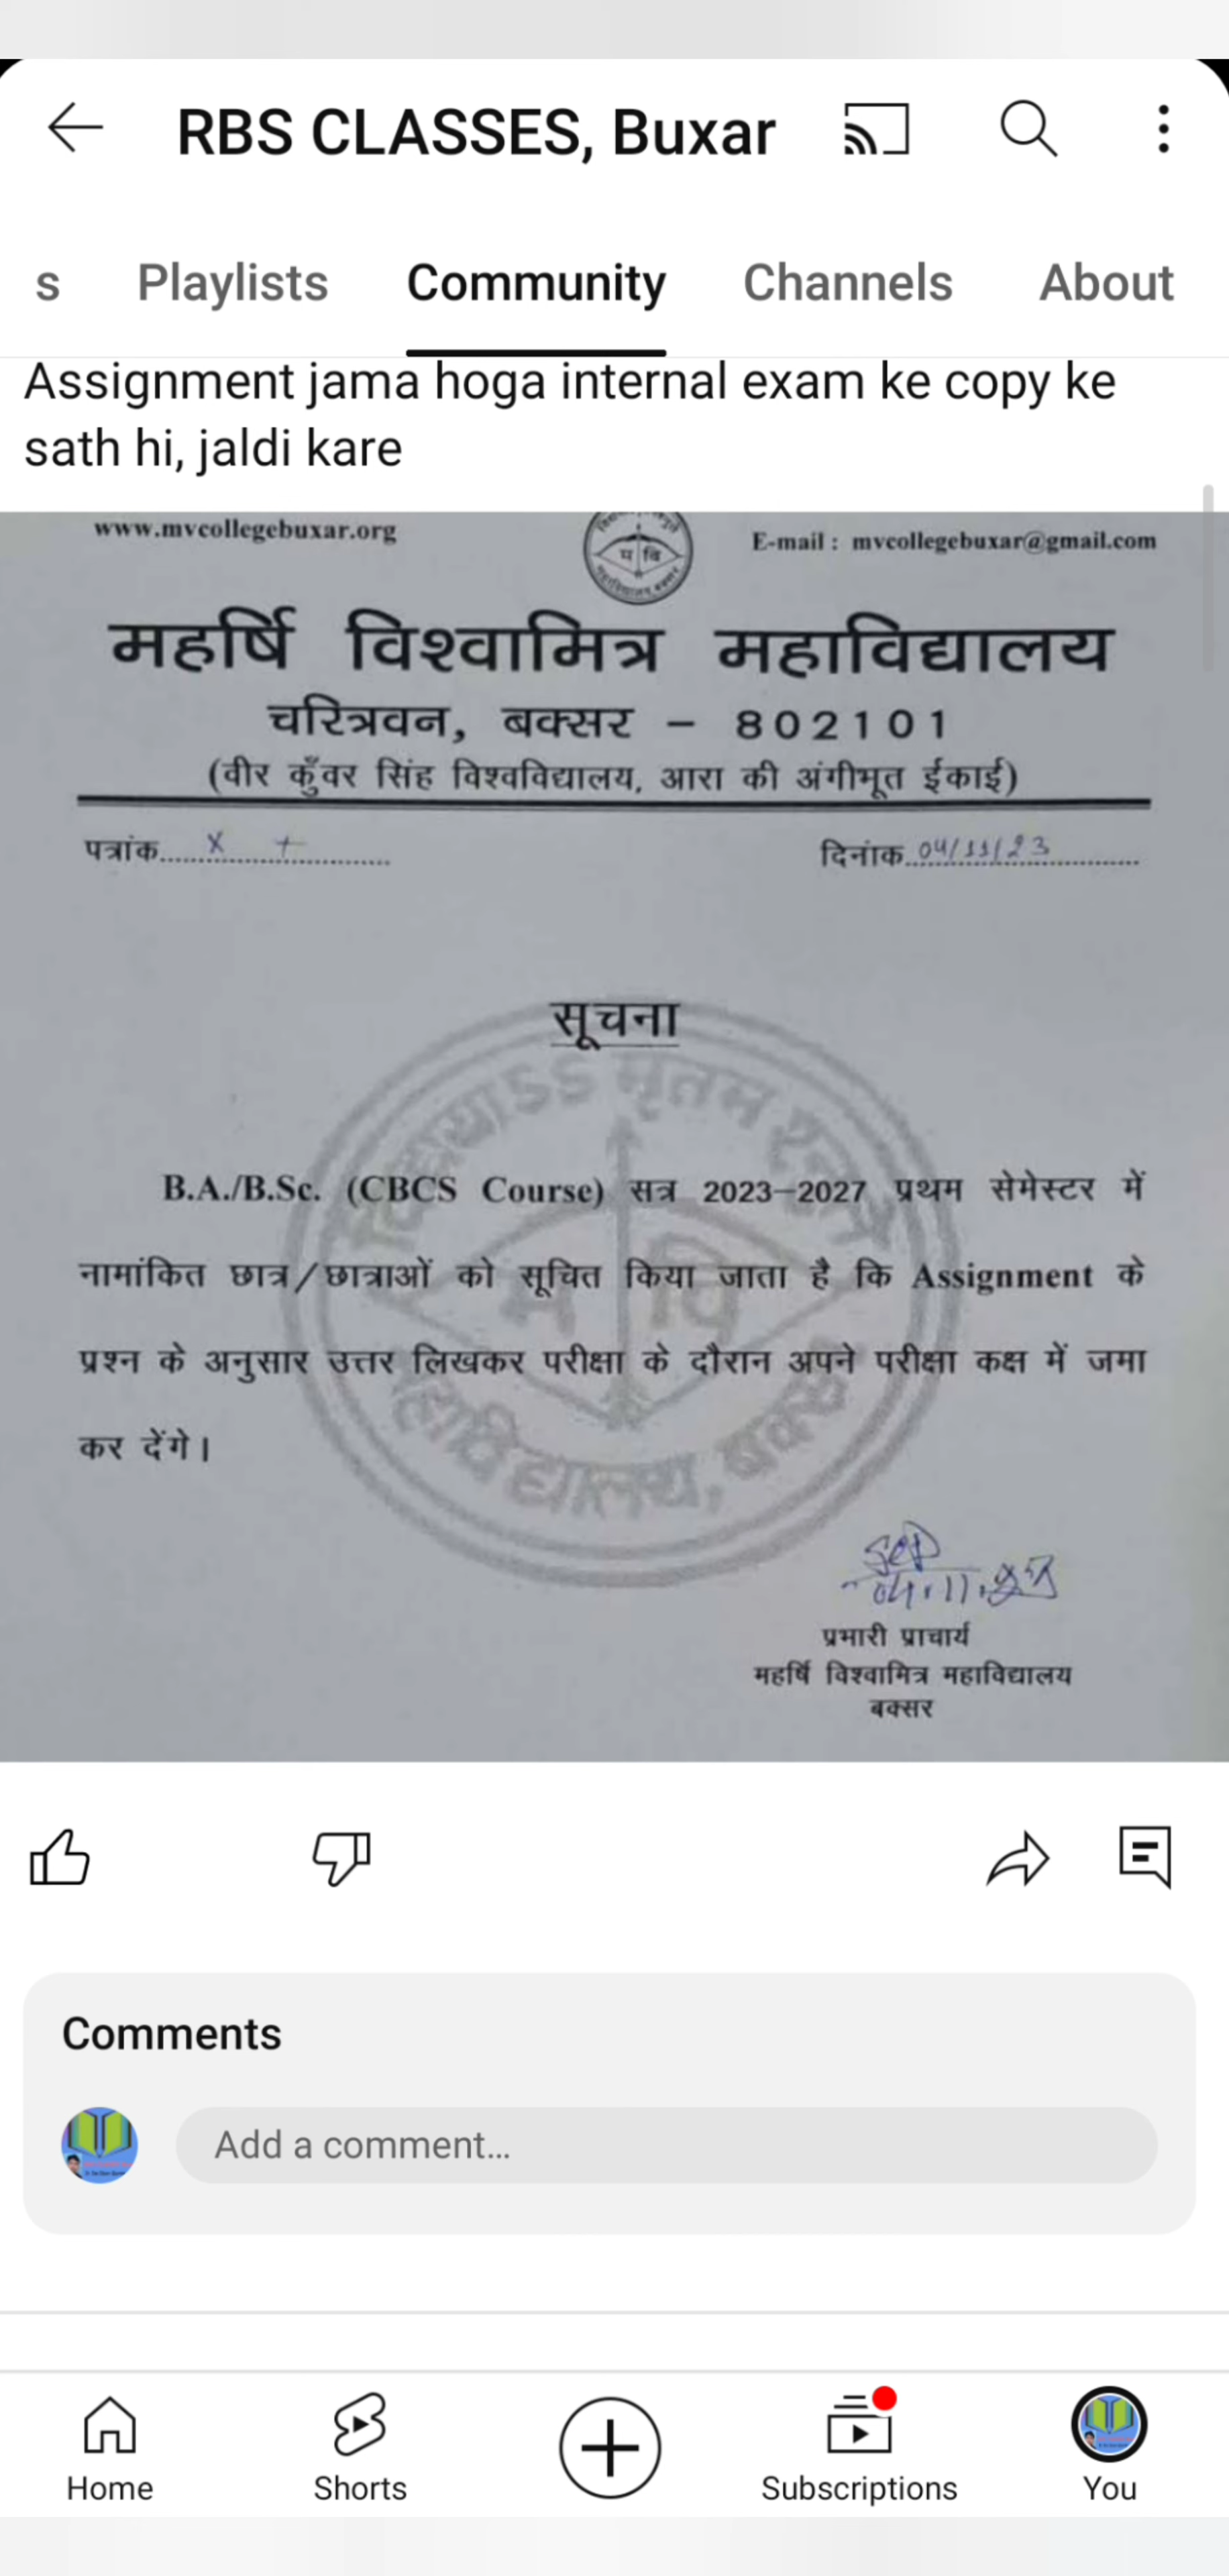 RBS CLASSES, Buxar
s Playlists Community Channels About
Assignment jama hoga internal exam ke copy ke
sath hi, jaldi kare
www.mvcollegebuxar.org
E-mail : mvcollegebuxar@gmail.com
म वि
महर्षि विश्वामित्र महाविद्यालय
चरित्रवन, बक्सर – 802101
(वीर कुँवर सिंह विश्वविद्यालय, आरा की अंगीभूत ईकाई)
पत्रांक.... x +
दिनांक.. 04/11/23
सूचना
B.A./B.Sc. (CBCS Course) सत्र 2023–2027 प्रथम सेमेस्टर में
नामांकित छात्र/छात्राओं को सूचित किया जाता है कि Assignment के
प्रश्न के अनुसार उत्तर लिखकर परीक्षा के दौरान अपने परीक्षा कक्ष में जमा
कर देंगे।
म वि
04.11.23
प्रभारी प्राचार्य
महर्षि विश्वामित्र महाविद्यालय
बक्सर
Comments
Add a comment...
Home Shorts Subscriptions You